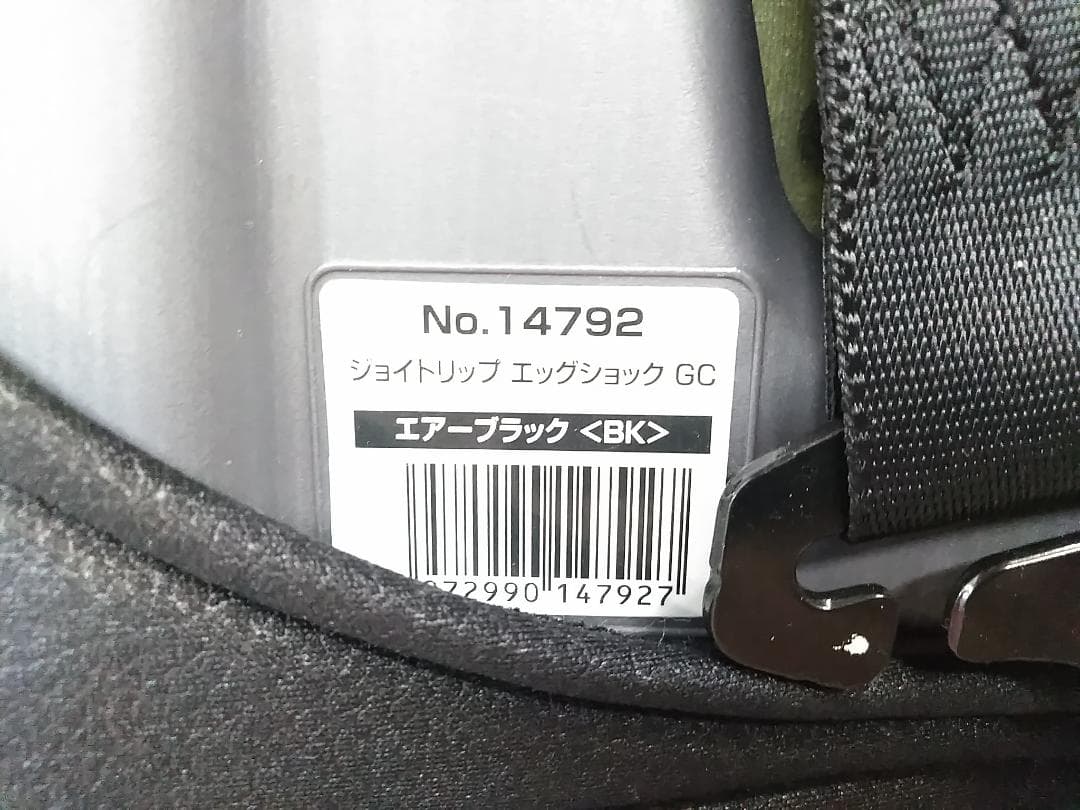 No.14792
ジョイトリップ エッグショック GC
エアーブラック <BK>
972990 147927